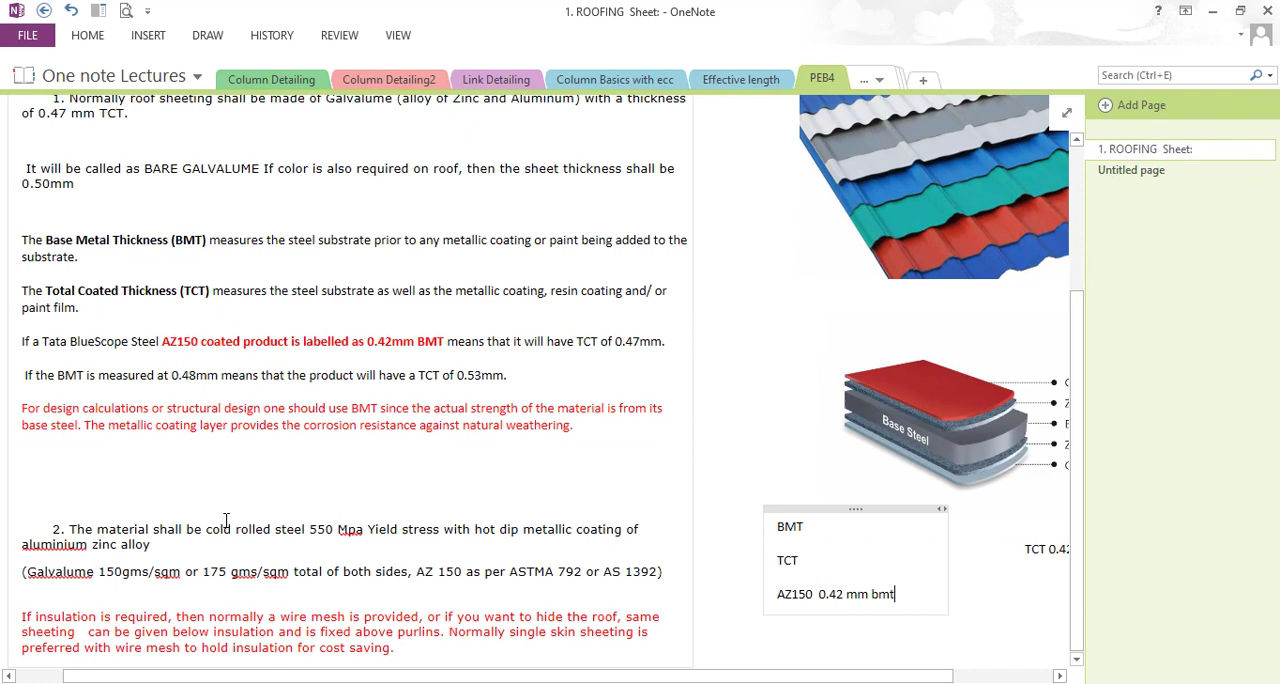 1. ROOFING Sheet: - OneNote
FILE HOME INSERT DRAW HISTORY REVIEW VIEW
One note Lectures
Column Detailing
Column Detailing2
Link Detailing
Column Basics with ecc
Effective length
PEB4
...
Search (Ctrl+E)
Add Page
1. ROOFING Sheet:
Untitled page
1. Normally roof sheeting shall be made of Galvalume (alloy of Zinc and Aluminum) with a thickness
of 0.47 mm TCT.
It will be called as BARE GALVALUME If color is also required on roof, then the sheet thickness shall be
0.50mm
The Base Metal Thickness (BMT) measures the steel substrate prior to any metallic coating or paint being added to the
substrate.
The Total Coated Thickness (TCT) measures the steel substrate as well as the metallic coating, resin coating and/ or
paint film.
If a Tata BlueScope Steel AZ150 coated product is labelled as 0.42mm BMT means that it will have TCT of 0.47mm.
If the BMT is measured at 0.48mm means that the product will have a TCT of 0.53mm.
For design calculations or structural design one should use BMT since the actual strength of the material is from its
base steel. The metallic coating layer provides the corrosion resistance against natural weathering.
2. The material shall be cold rolled steel 550 Mpa Yield stress with hot dip metallic coating of
aluminium zinc alloy
(Galvalume 150gms/sqm or 175 gms/sqm total of both sides, AZ 150 as per ASTMA 792 or AS 1392)
If insulation is required, then normally a wire mesh is provided, or if you want to hide the roof, same
sheeting can be given below insulation and is fixed above purlins. Normally single skin sheeting is
preferred with wire mesh to hold insulation for cost saving.
Base Steel
BMT
TCT
AZ150 0.42 mm bmt
TCT 0.42